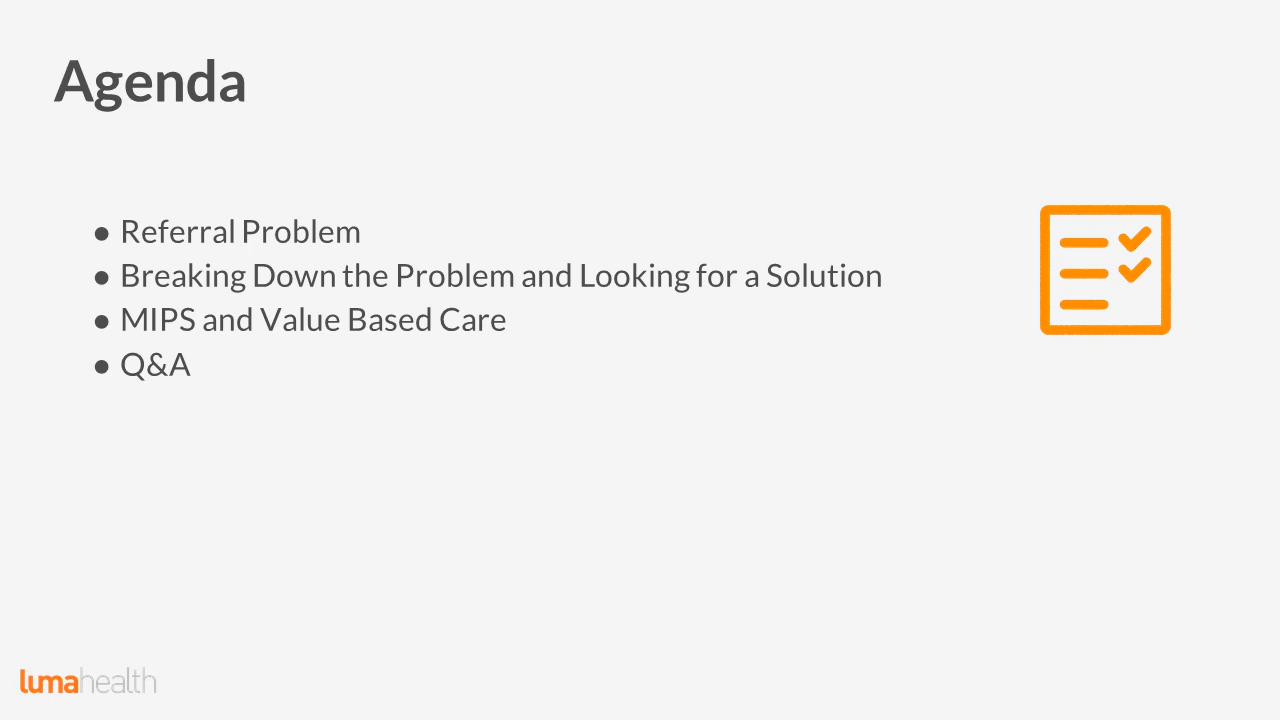 Agenda
● Referral Problem
● Breaking Down the Problem and Looking for a Solution
● MIPS and Value Based Care
● Q&A
lumahealth